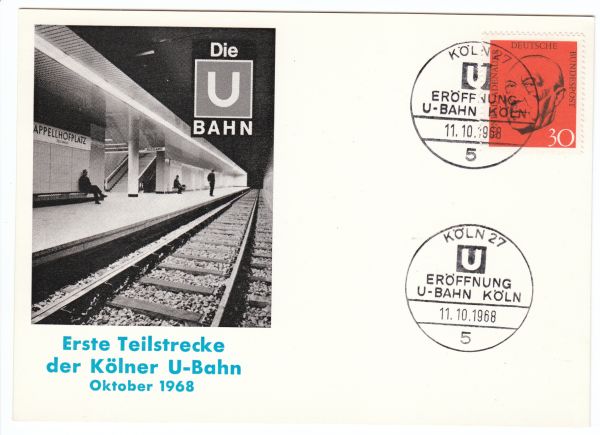 Die
U
BAHN
APPELLHOFPLATZ
Erste Teilstrecke
der Kölner U-Bahn
Oktober 1968
KÖLN 27
U
ERÖFFNUNG
U-BAHN KÖLN
11.10.1968
5
DEUTSCHE
BUNDESPOST
30
KÖLN 27
U
ERÖFFNUNG
U-BAHN KÖLN
11.10.1968
5